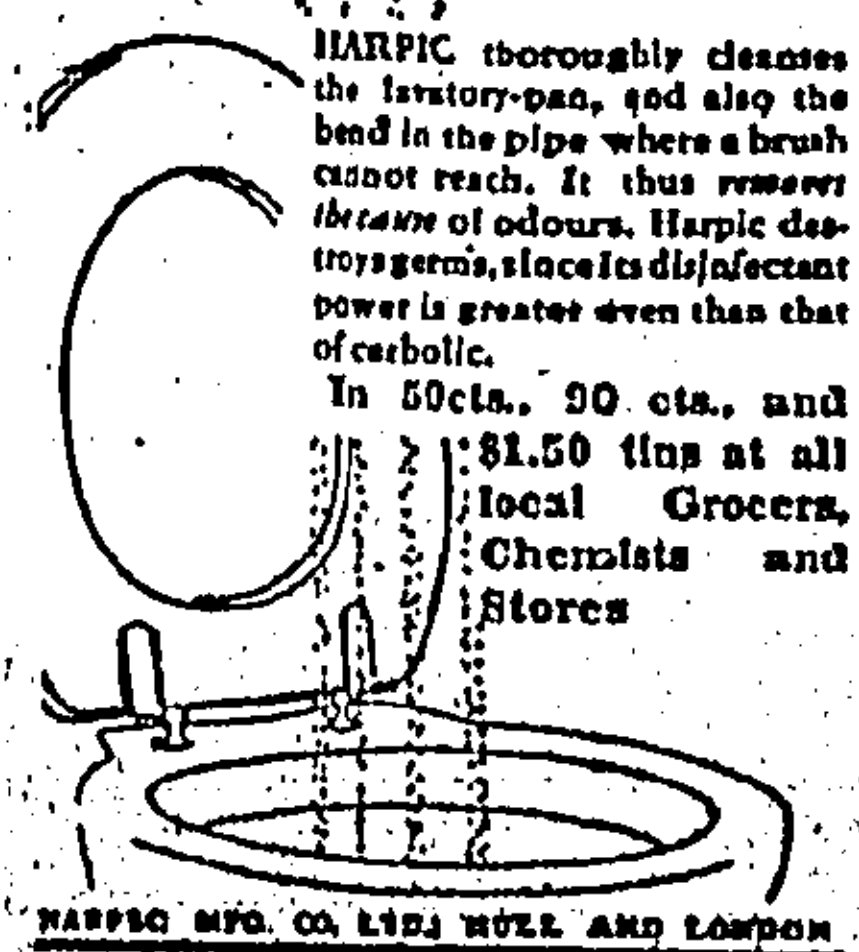 HARPIC thoroughly cleanses
the lavatory-pan, and also the
bend in the pipe where a brush
cannot reach. It thus removes
the cause of odours. Harpic des-
troys germs, since its disinfectant
power is greater even than that
of carbolic.
In 50cts., 90 cts., and
$1.50 tins at all
local Grocers,
Chemists and
Stores
HARPIC MFG. CO, LTD., HULL AND LONDON